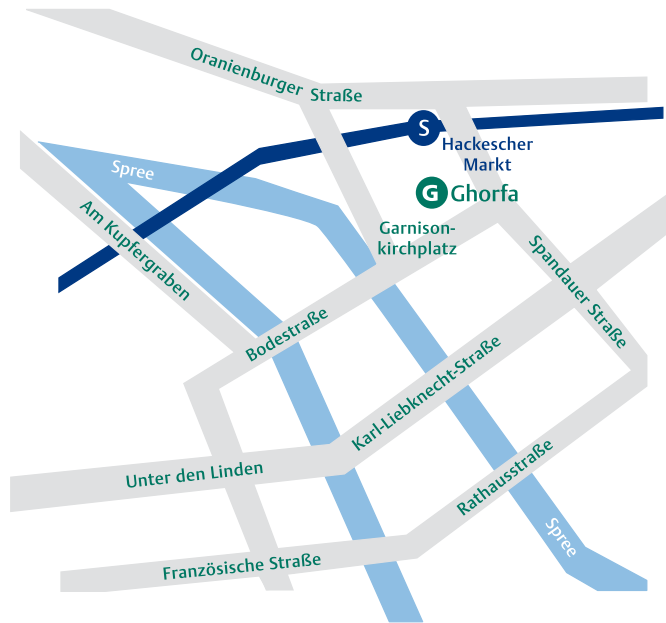 Oranienburger Straße
S
Hackescher
Markt
Spree
G Ghorfa
Am Kupfergraben
Garnison-
kirchplatz
Spandauer Straße
Bodestraße
Karl-Liebknecht-Straße
Unter den Linden
Rathausstraße
Spree
Französische Straße